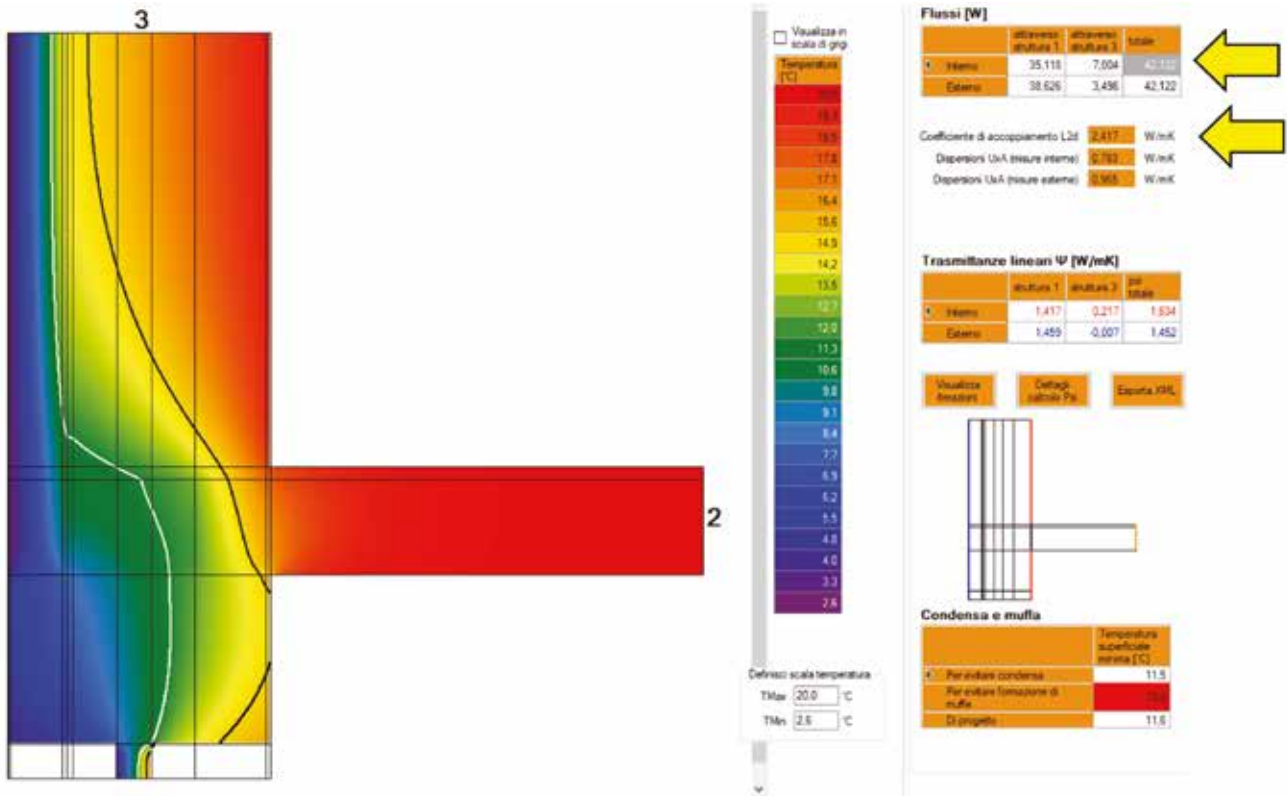 3
2
Visualizza in
scala di grigi
Temperatura
[°C]
17,8
17,1
16,4
15,6
14,9
14,2
13,5
12,7
12,0
11,3
10,6
9,8
9,1
8,4
7,7
6,9
6,2
5,5
4,8
4,0
3,3
2,6
Definisci scala temperatura
TMax 20.0 °C
TMin 2,6 °C
Flussi [W]
attraverso struttura 1 attraverso struttura 3 totale
Interno 35,118 7,004 42,122
Esterno 38,626 3,496 42,122
Coefficiente di accoppiamento L2d 2,417 W/mK
Dispersioni UxA (misure interne) 0,783 W/mK
Dispersioni UxA (misure esterne) 0,965 W/mK
Trasmittanze lineari Ψ [W/mK]
struttura 1 struttura 3 psi totale
Interno 1,417 0,217 1,634
Esterno 1,459 -0,007 1,452
Visualizza iterazioni
Dettagli calcolo Psi
Esporta XML
Condensa e muffa
Temperatura
superficiale
minima [°C]
Per evitare condensa 11,5
Per evitare formazione di
muffa
Di progetto 11,6